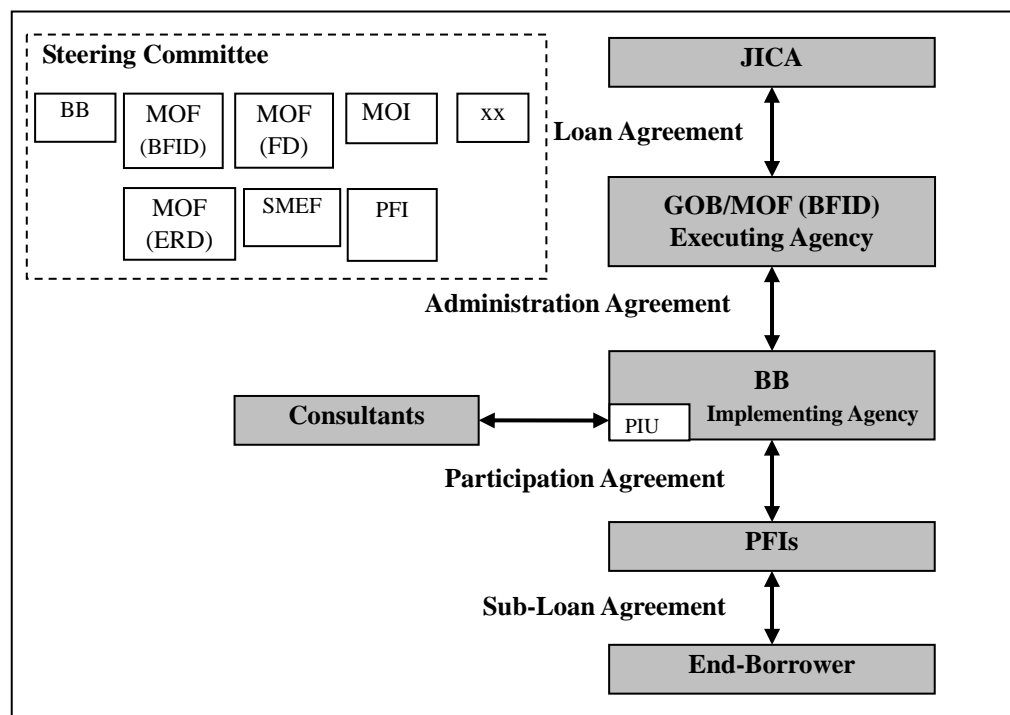 Steering Committee
BB
MOF
(BFID)
MOF
(FD)
MOI
xx
MOF
(ERD)
SMEF
PFI
JICA
Loan Agreement
GOB/MOF (BFID)
Executing Agency
Administration Agreement
BB
Implementing Agency
PIU
Consultants
Participation Agreement
PFIs
Sub-Loan Agreement
End-Borrower